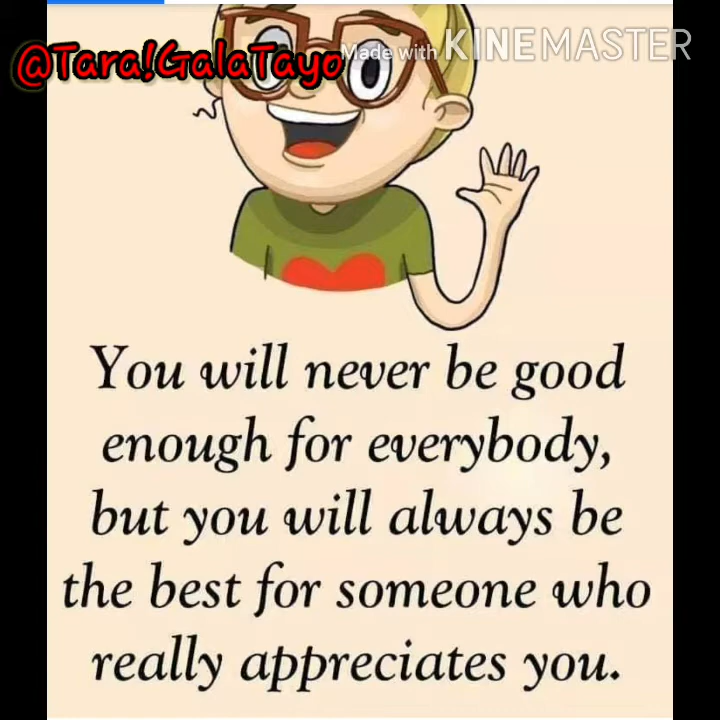 @Tara!GalaTayo
Made with KINEMASTER
You will never be good
enough for everybody,
but you will always be
the best for someone who
really appreciates you.